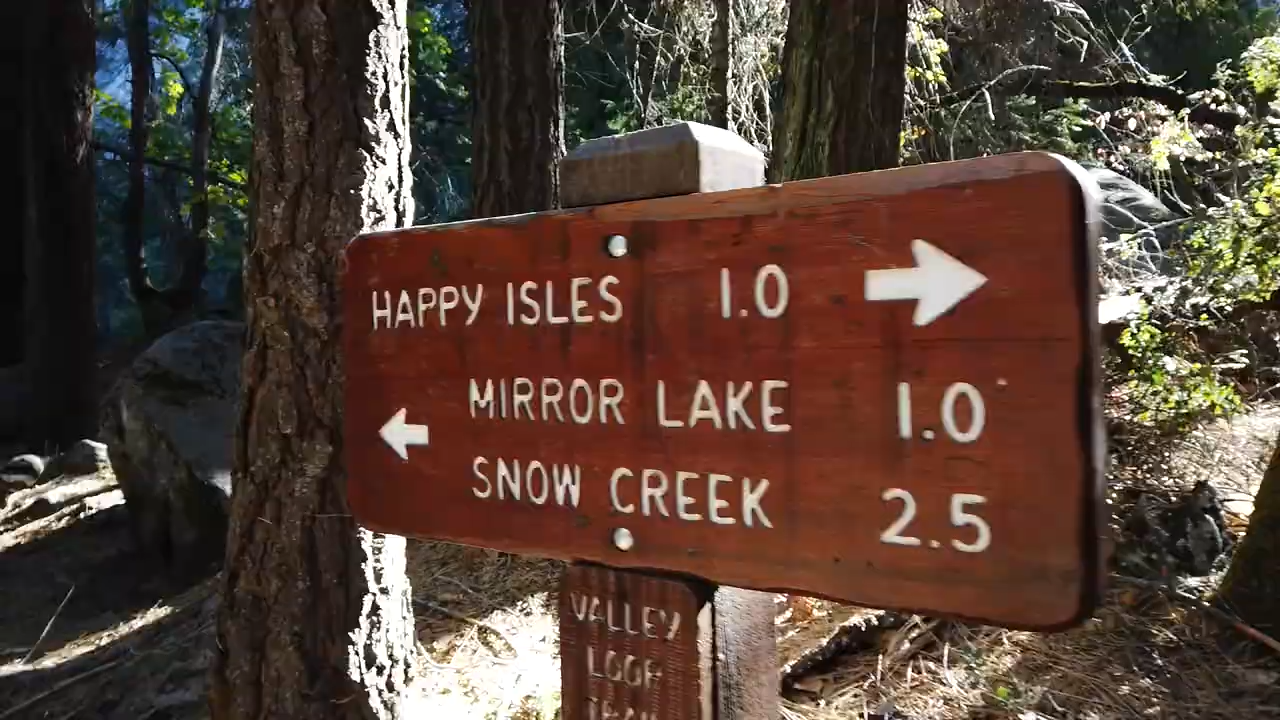 HAPPY ISLES 1.0
MIRROR LAKE 1.0
SNOW CREEK 2.5
VALLEY
LOOP